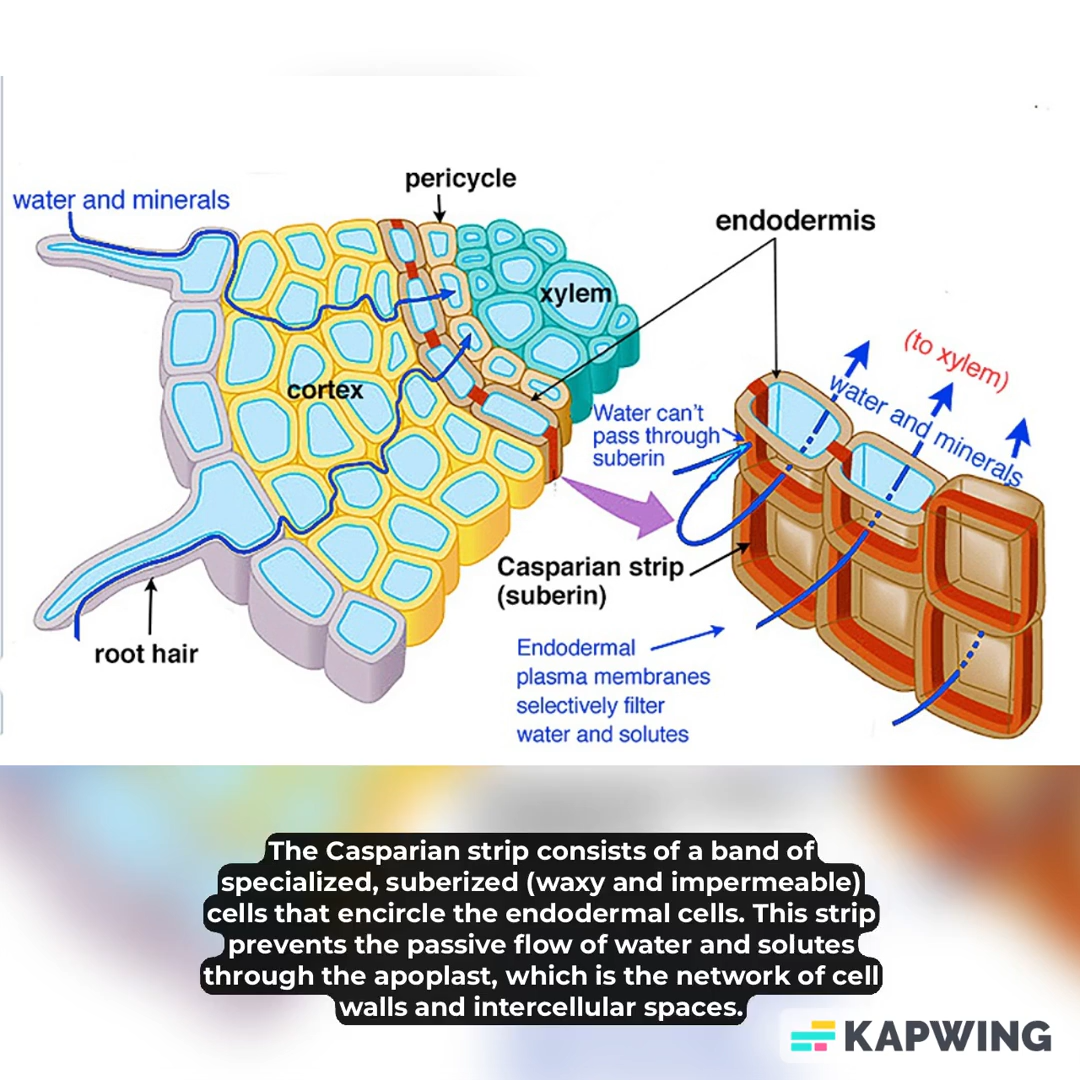 pericycle
water and minerals
endodermis
xylem
(to xylem)
cortex
water and minerals
Water can't
pass through
suberin
Casparian strip
(suberin)
root hair
Endodermal
plasma membranes
selectively filter
water and solutes
The Casparian strip consists of a band of
specialized, suberized (waxy and impermeable)
cells that encircle the endodermal cells. This strip
prevents the passive flow of water and solutes
through the apoplast, which is the network of cell
walls and intercellular spaces.
KAPWING